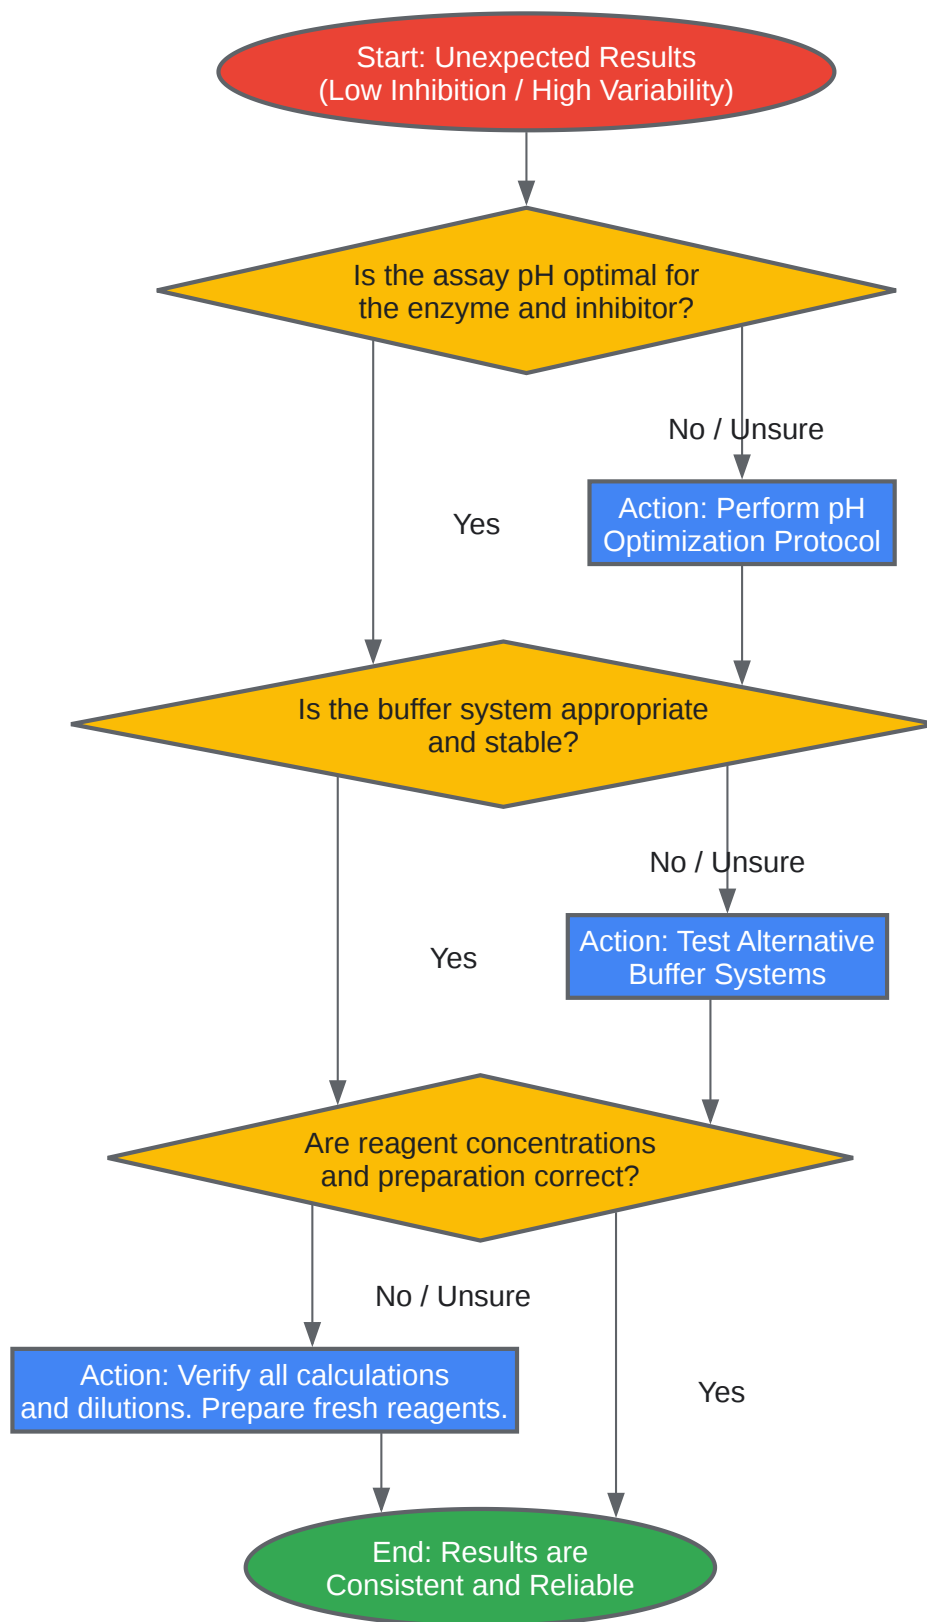 Start: Unexpected Results
(Low Inhibition / High Variability)
Is the assay pH optimal for
the enzyme and inhibitor?
No / Unsure
Yes
Action: Perform pH
Optimization Protocol
Is the buffer system appropriate
and stable?
No / Unsure
Yes
Action: Test Alternative
Buffer Systems
Are reagent concentrations
and preparation correct?
No / Unsure
Action: Verify all calculations
and dilutions. Prepare fresh reagents.
Yes
End: Results are
Consistent and Reliable